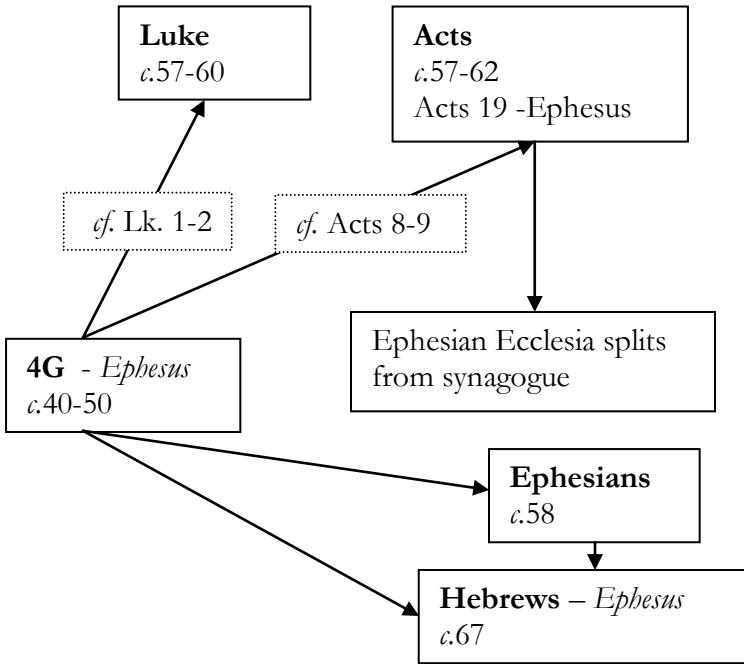 Luke
c.57-60
Acts
c.57-62
Acts 19 -Ephesus
cf. Lk. 1-2
cf. Acts 8-9
4G - Ephesus
c.40-50
Ephesian Ecclesia splits
from synagogue
Ephesians
c.58
Hebrews – Ephesus
c.67